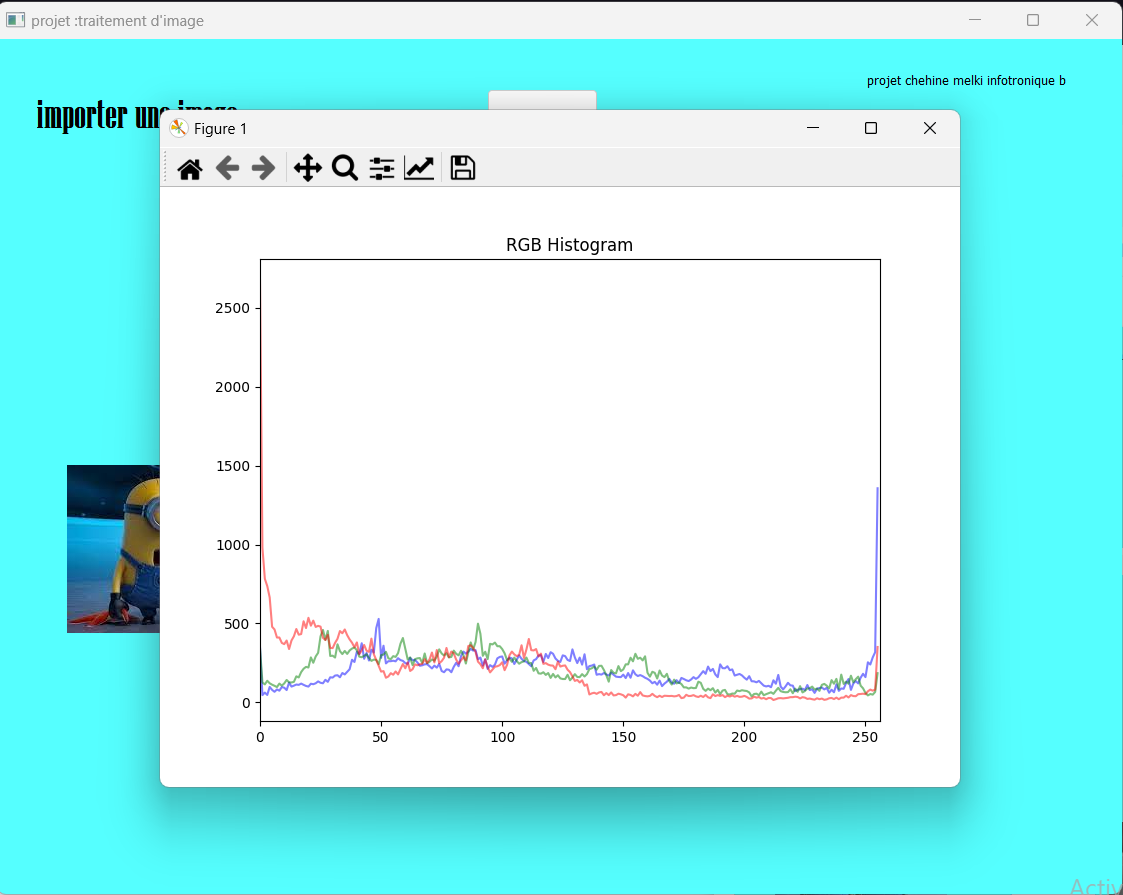 projet :traitement d'image
projet chehine melki infotronique b
importer une image
Figure 1
RGB Histogram
2500
2000
1500
1000
500
0
0 50 100 150 200 250
Activ